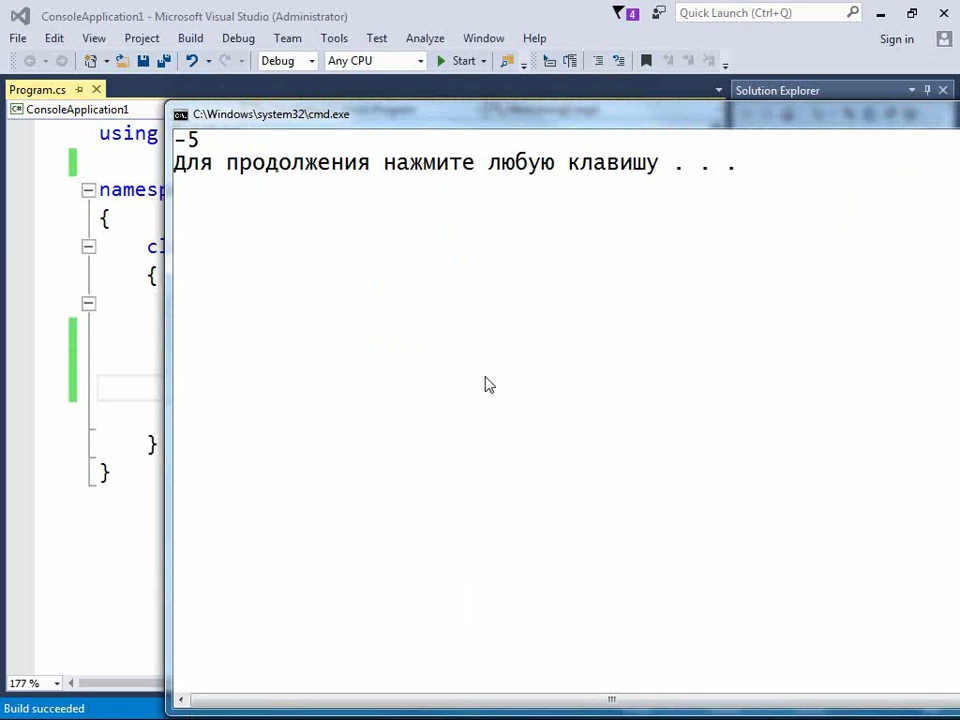 ConsoleApplication1 - Microsoft Visual Studio (Administrator)
4
Quick Launch (Ctrl+Q)
File Edit View Project Build Debug Team Tools Test Analyze Window Help
Sign in
Debug Any CPU Start
Program.cs
Solution Explorer
C# ConsoleApplication1
C:\Windows\system32\cmd.exe
using
-5
Для продолжения нажмите любую клавишу . . .
namesp
{
cl
{
}
}
177 %
Build succeeded